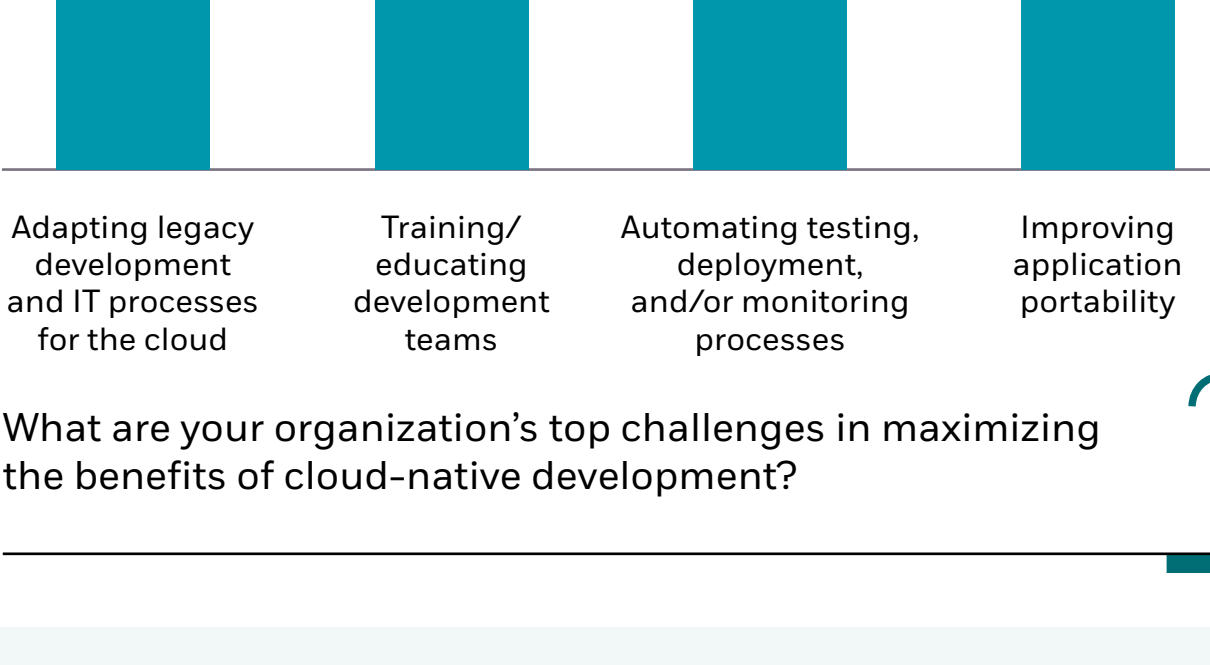 Adapting legacy
development
and IT processes
for the cloud
Training/
educating
development
teams
Automating testing,
deployment,
and/or monitoring
processes
Improving
application
portability
What are your organization’s top challenges in maximizing
the benefits of cloud-native development?